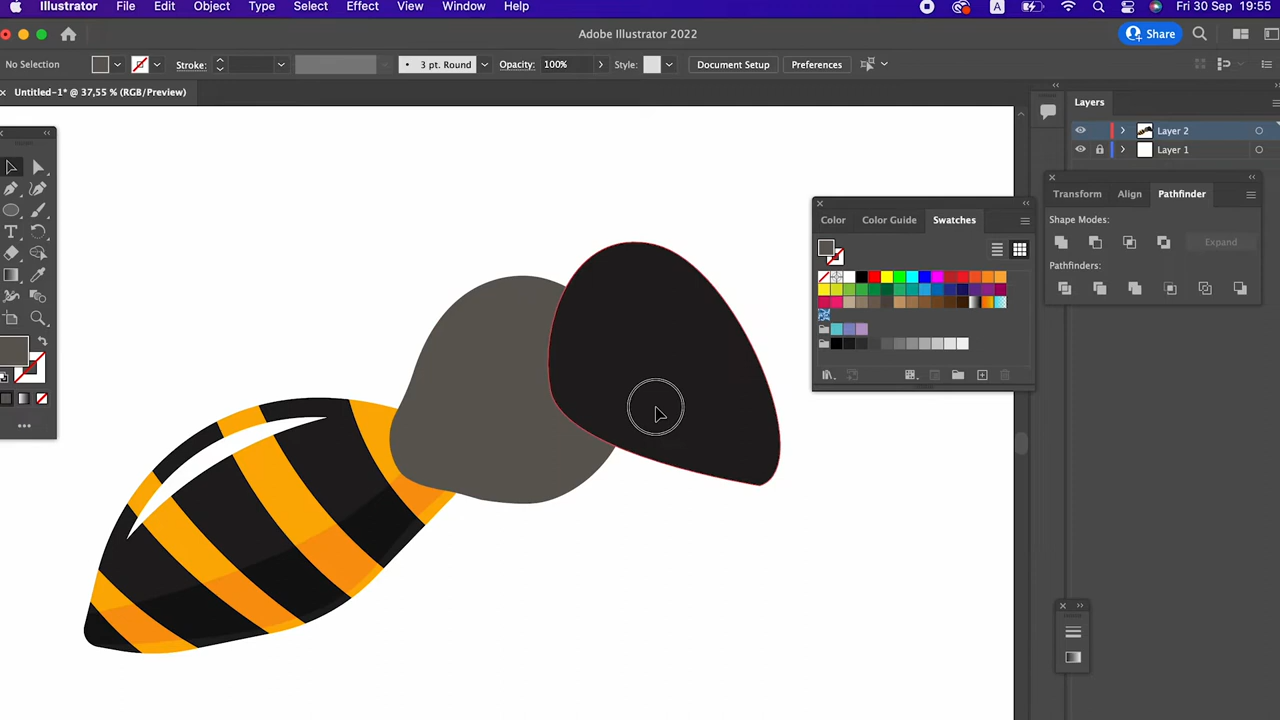 Illustrator File Edit Object Type Select Effect View Window Help A Fri 30 Sep 19:55
Adobe Illustrator 2022 Share
No Selection Stroke: 3 pt. Round Opacity: 100% Style: Document Setup Preferences
Untitled-1* @ 37,55 % (RGB/Preview)
Layers
Layer 2
Layer 1
Transform Align Pathfinder
Shape Modes:
Expand
Pathfinders:
Color Color Guide Swatches